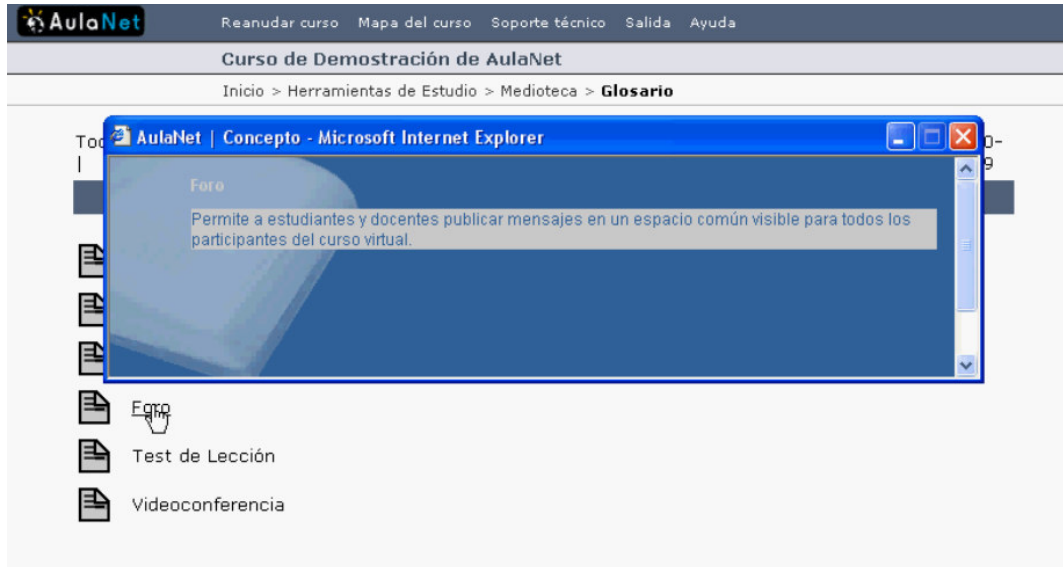 AulaNet
Reanudar curso Mapa del curso Soporte técnico Salida Ayuda
Curso de Demostración de AulaNet
Inicio > Herramientas de Estudio > Medioteca > Glosario
AulaNet | Concepto - Microsoft Internet Explorer
Foro
Permite a estudiantes y docentes publicar mensajes en un espacio común visible para todos los
participantes del curso virtual.
Foro
Test de Lección
Videoconferencia